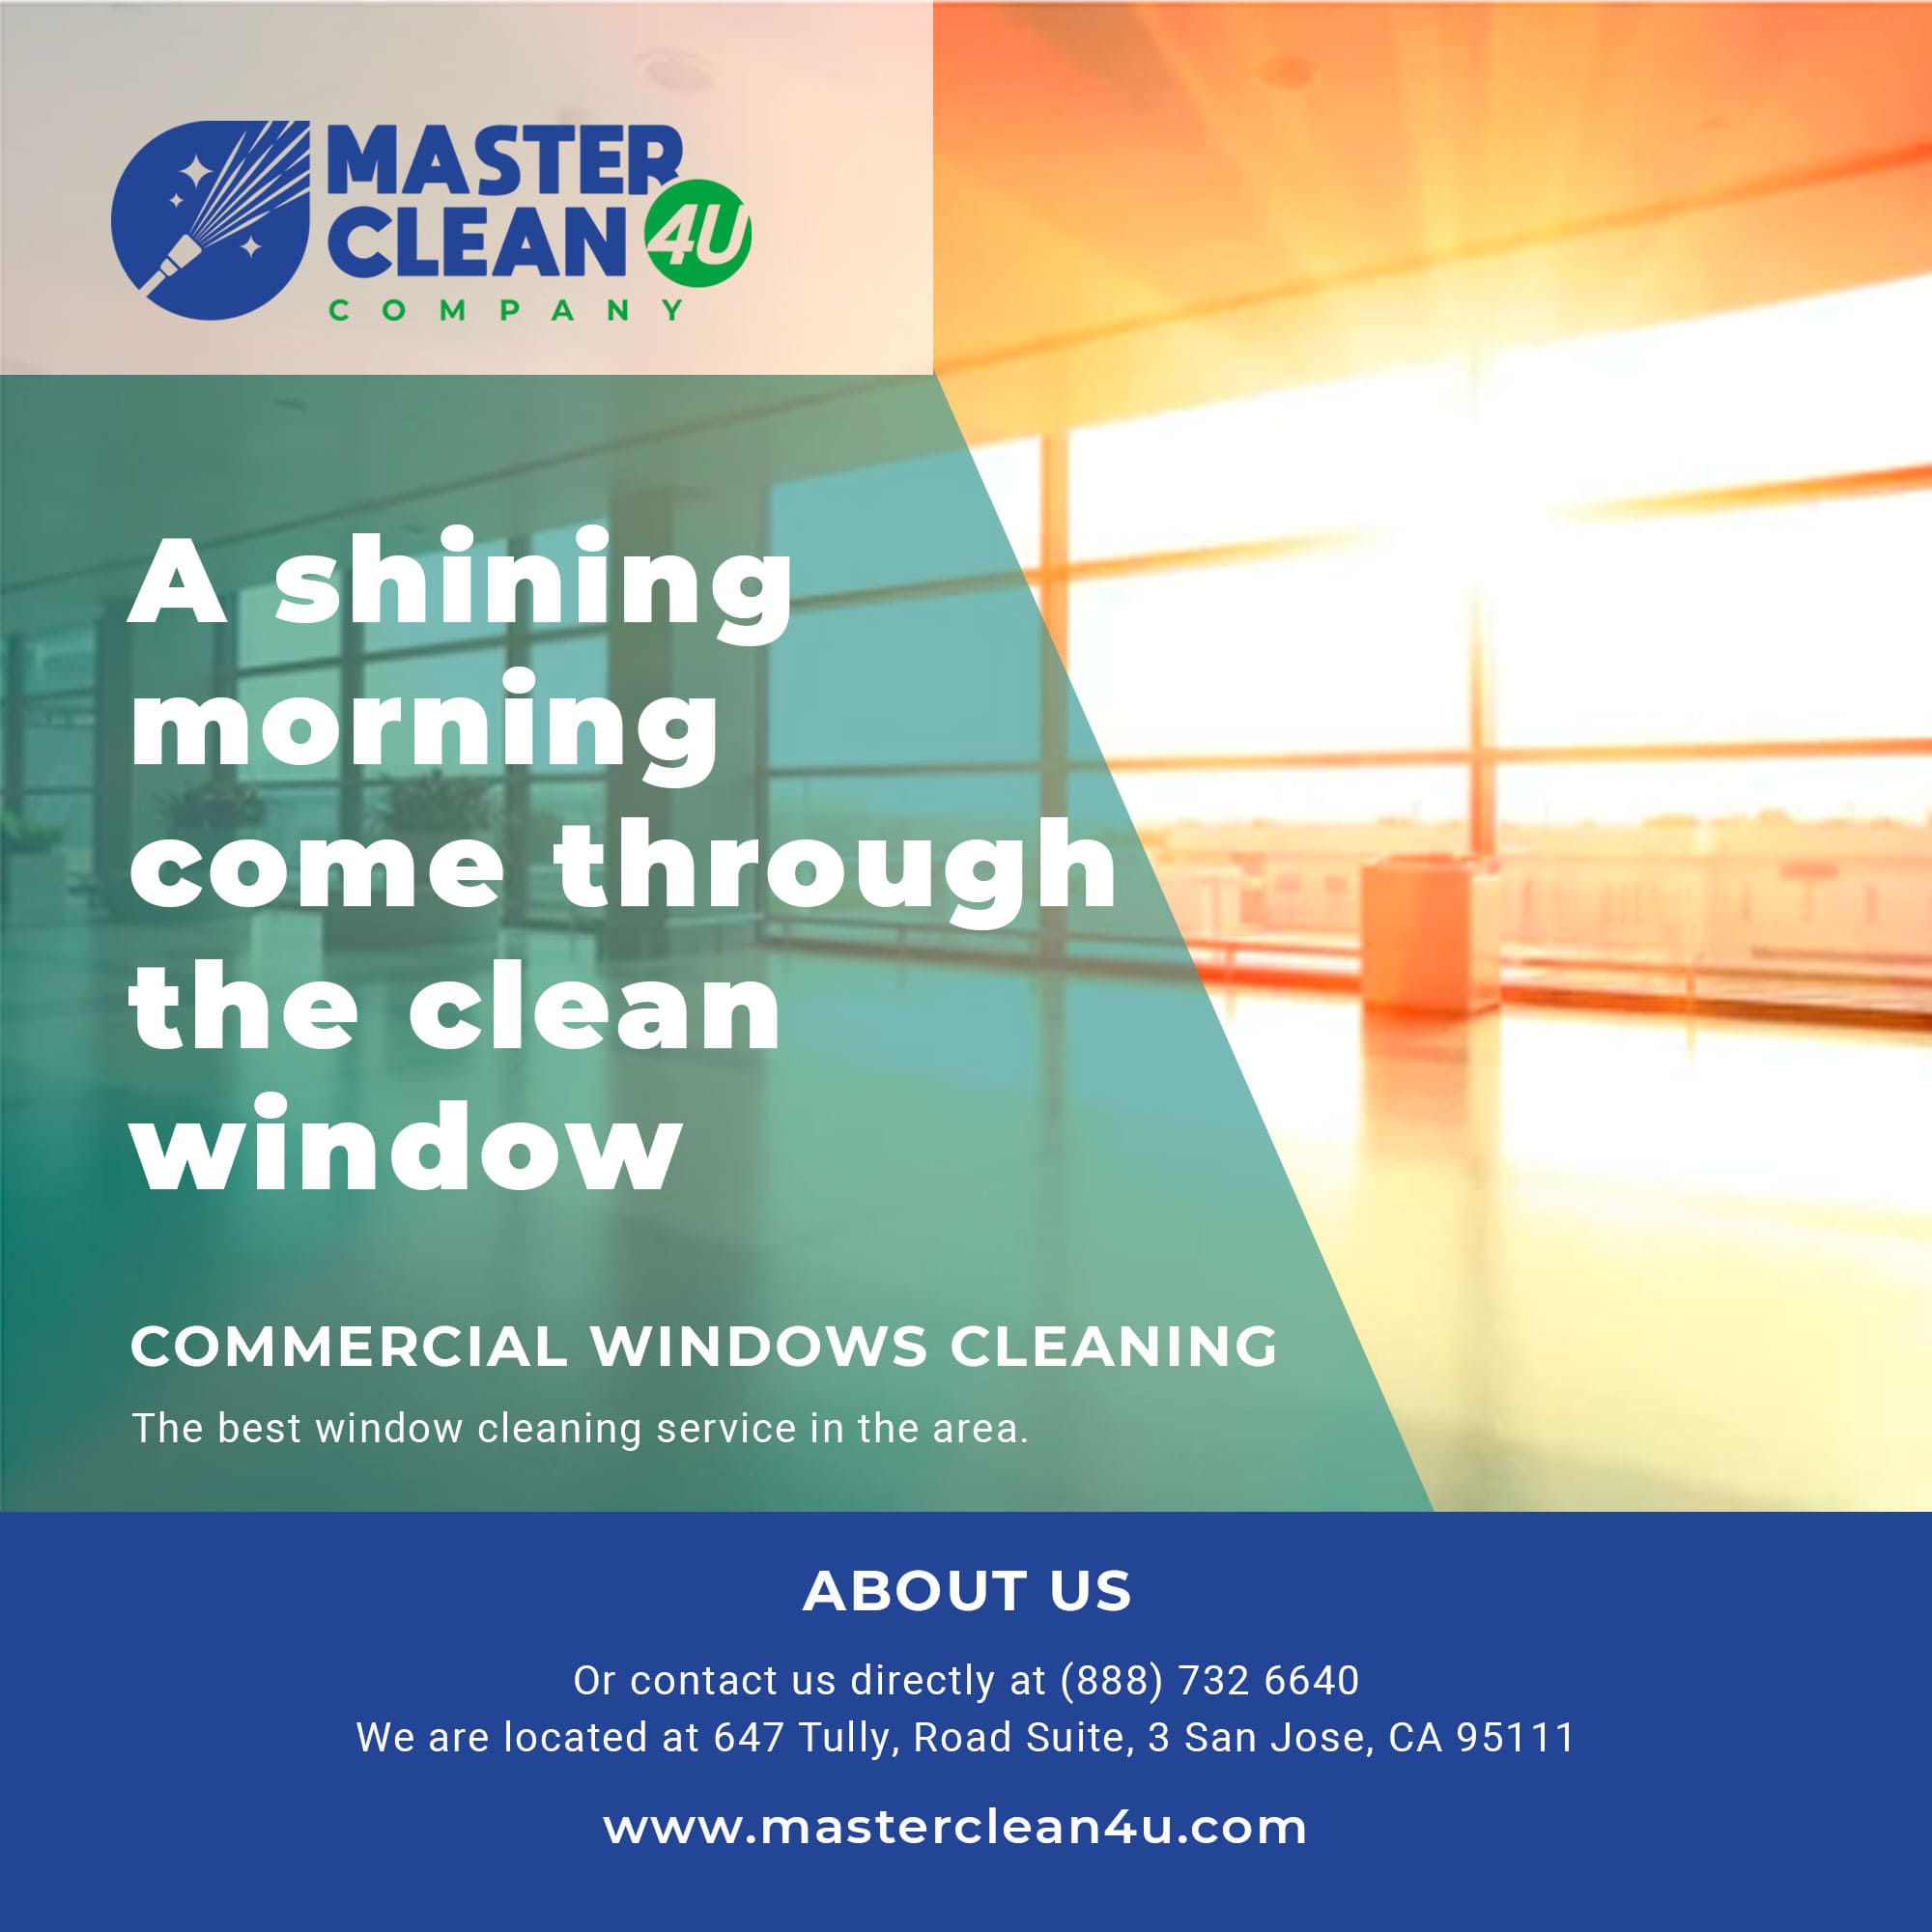 MASTER
CLEAN 4U
COMPANY
A shining
morning
come through
the clean
window
COMMERCIAL WINDOWS CLEANING
The best window cleaning service in the area.
ABOUT US
Or contact us directly at (888) 732 6640
We are located at 647 Tully, Road Suite, 3 San Jose, CA 95111
www.masterclean4u.com